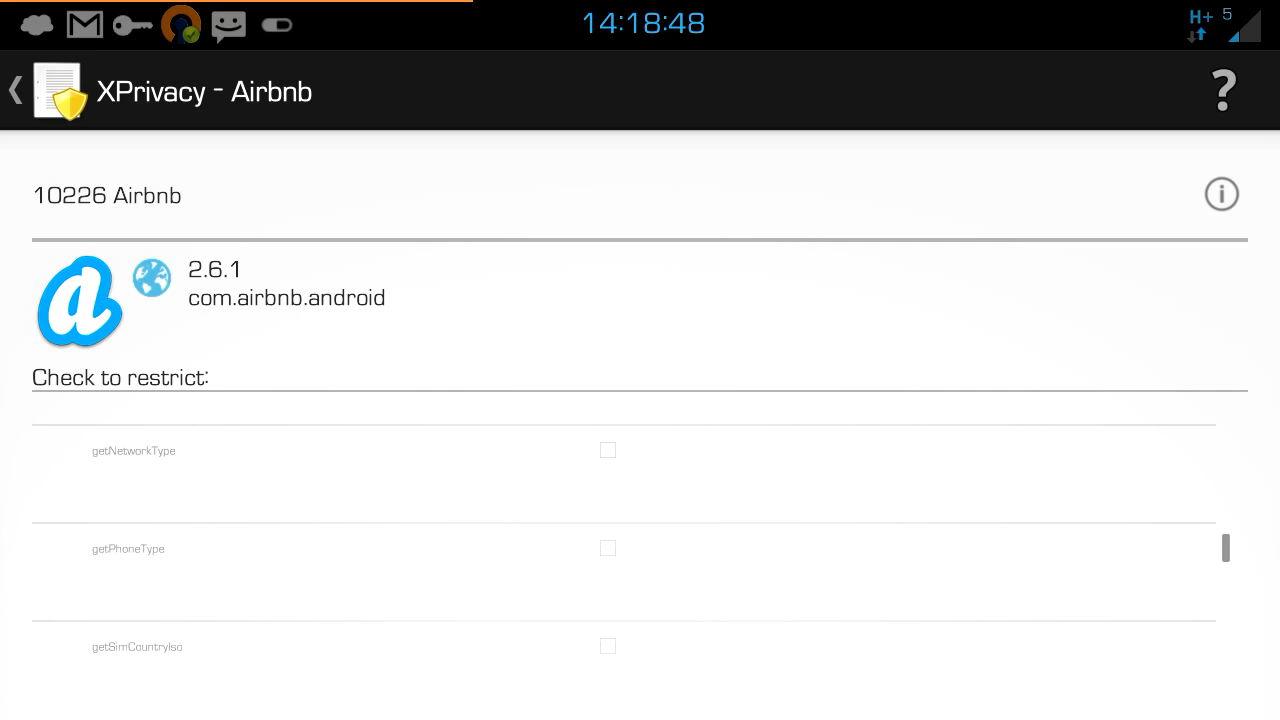 14:18:48
H+ 5
XPrivacy - Airbnb
?
10226 Airbnb
i
a
2.6.1
com.airbnb.android
Check to restrict:
getNetworkType
getPhoneType
getSimCountryIso